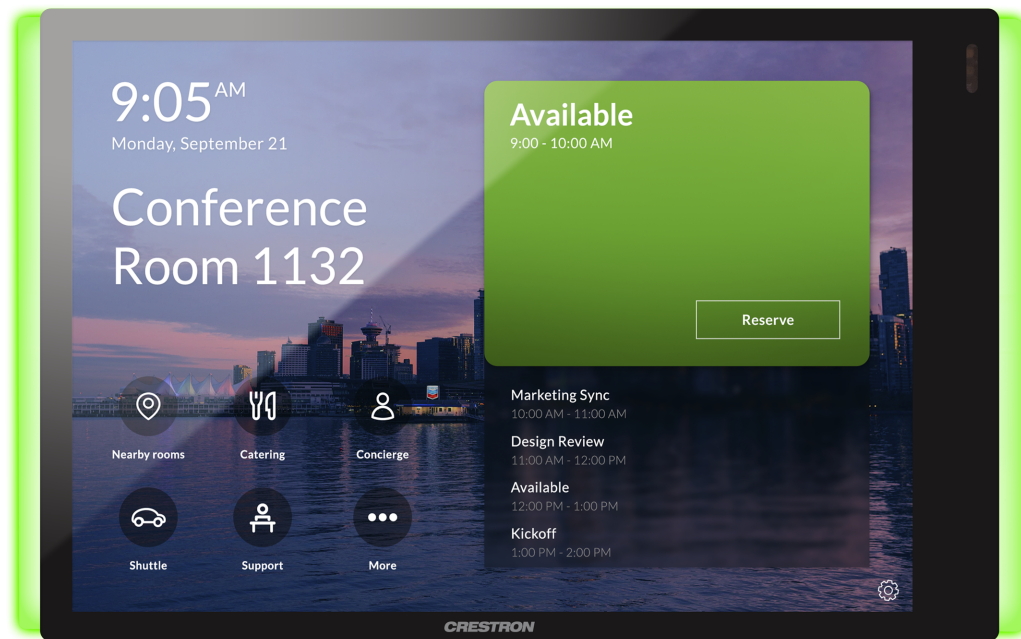 9:05 AM
Monday, September 21
Conference
Room 1132
Nearby rooms
Catering
Concierge
Shuttle
Support
More
Available
9:00 - 10:00 AM
Reserve
Marketing Sync
10:00 AM - 11:00 AM
Design Review
11:00 AM - 12:00 PM
Available
12:00 PM - 1:00 PM
Kickoff
1:00 PM - 2:00 PM
CRESTRON